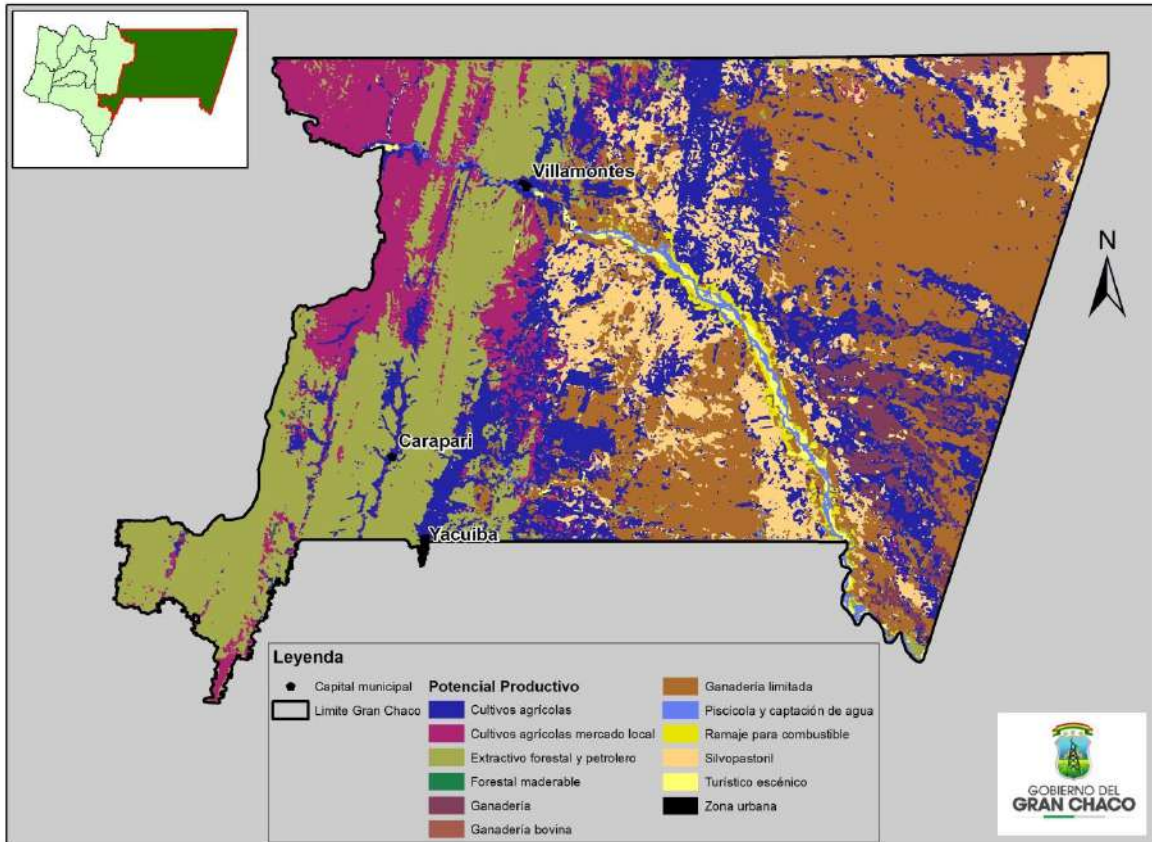 Villamontes
N
Carapari
Yacuiba
Leyenda
Capital municipal
Limite Gran Chaco
Potencial Productivo
Cultivos agrícolas
Cultivos agrícolas mercado local
Extractivo forestal y petrolero
Forestal maderable
Ganadería
Ganadería bovina
Ganadería limitada
Piscicola y captación de agua
Ramaje para combustible
Silvopastoril
Turístico escénico
Zona urbana
GOBIERNO DEL
GRAN CHACO